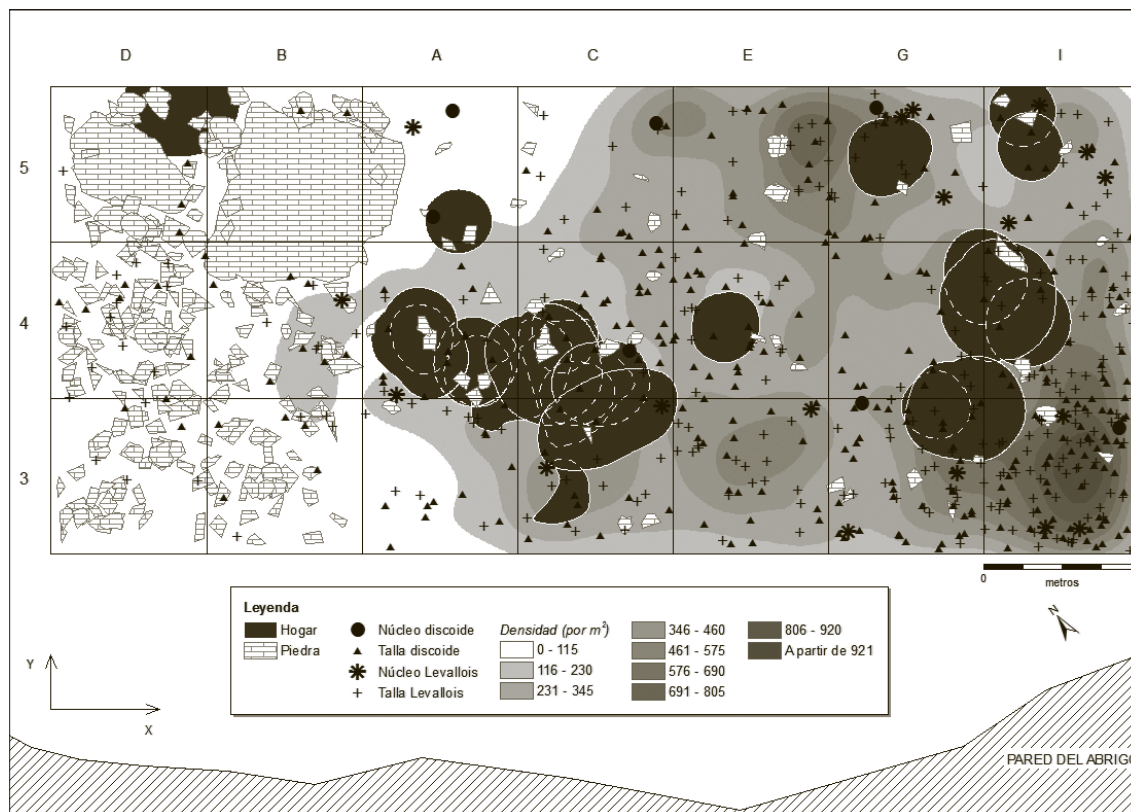 D B A C E G I
5
4
3
0 metros
N
Leyenda
Hogar
Piedra
Núcleo discoide
Talla discoide
Núcleo Levallois
Talla Levallois
Densidad (por m²)
0 - 115
116 - 230
231 - 345
346 - 460
461 - 575
576 - 690
691 - 805
806 - 920
A partir de 921
Y
X
PARED DEL ABRIGO